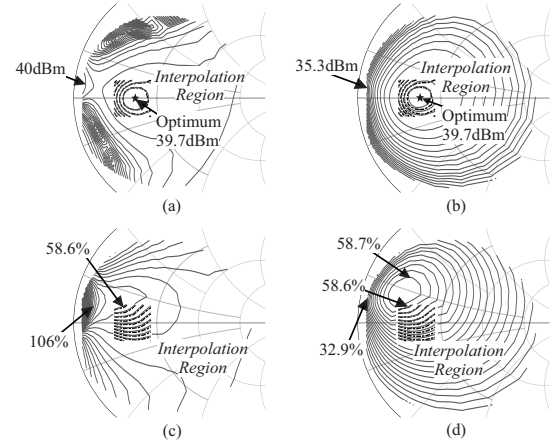 40dBm
Interpolation
Region
Optimum
39.7dBm
(a)
35.3dBm
Interpolation
Region
Optimum
39.7dBm
(b)
58.6%
106%
Interpolation
Region
(c)
58.7%
58.6%
32.9%
Interpolation
Region
(d)